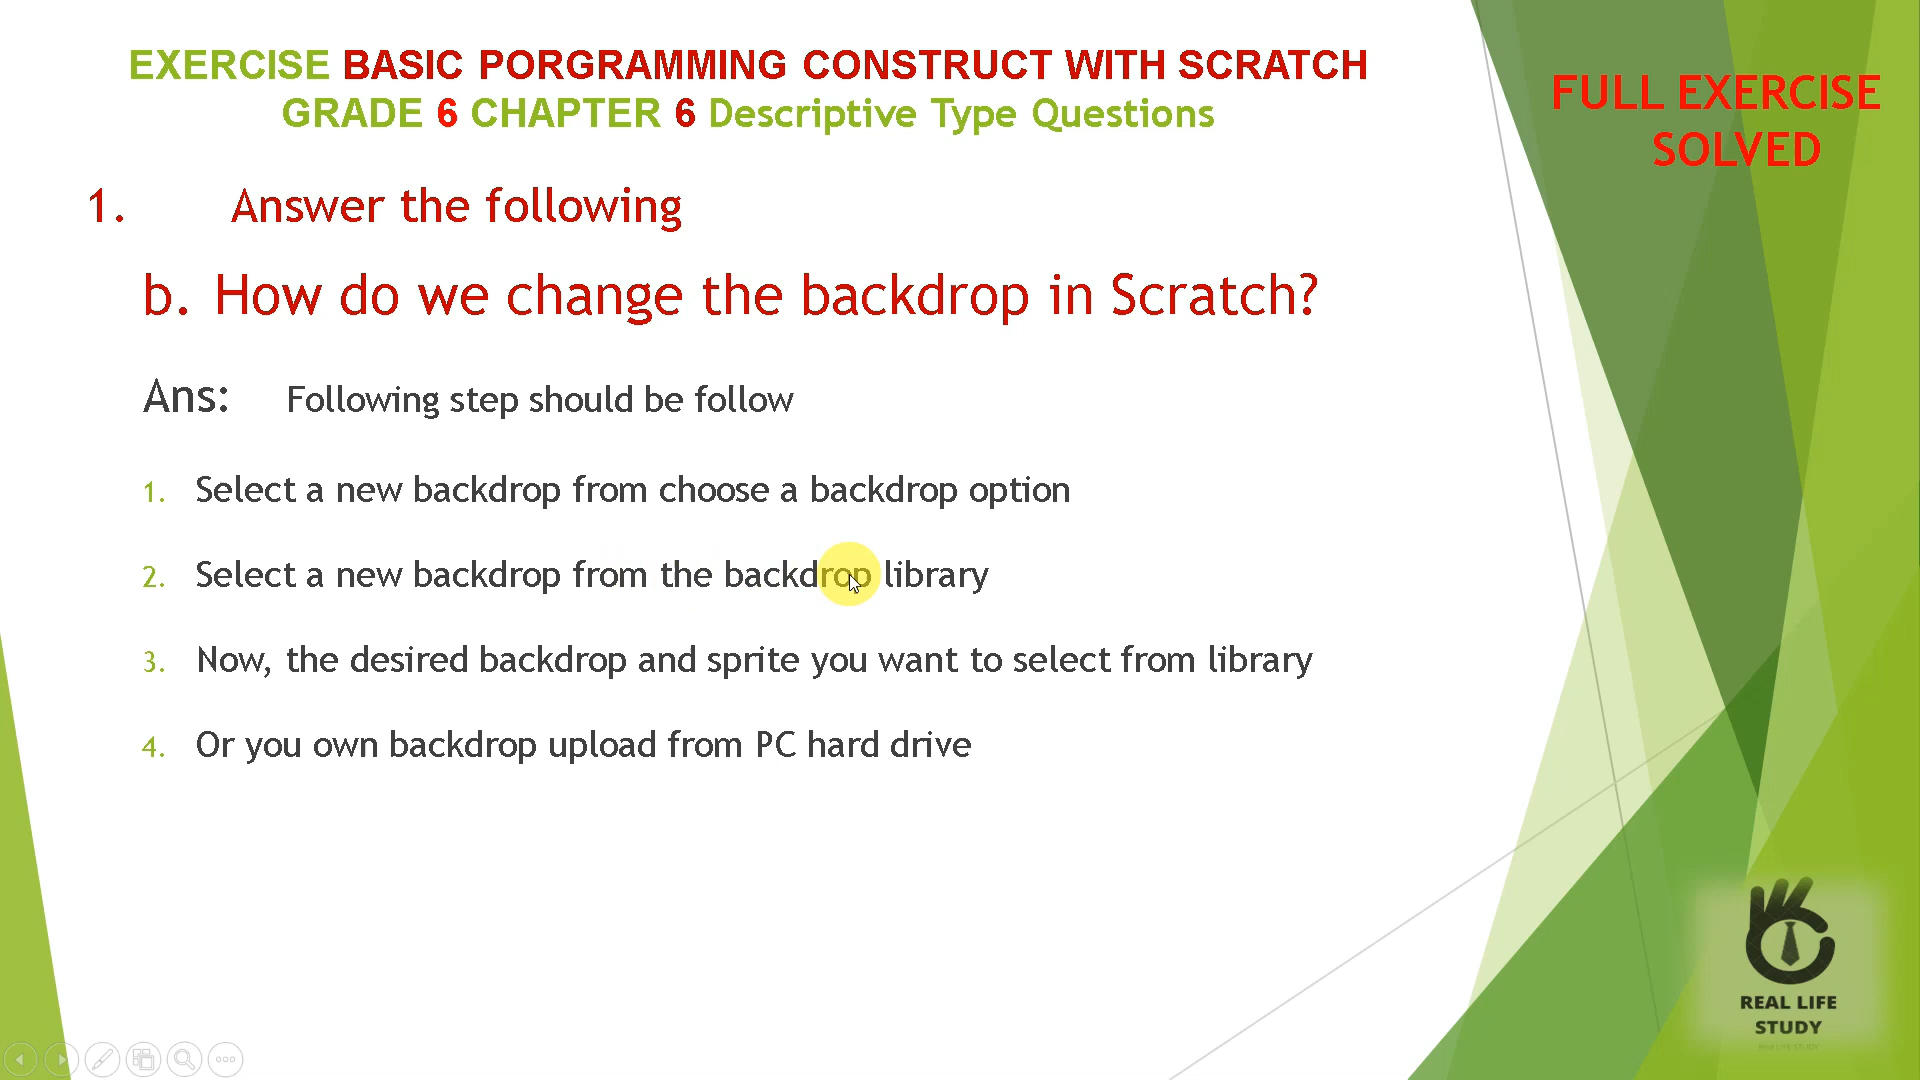 EXERCISE BASIC PORGRAMMING CONSTRUCT WITH SCRATCH
GRADE 6 CHAPTER 6 Descriptive Type Questions
FULL EXERCISE
SOLVED
1. Answer the following
b. How do we change the backdrop in Scratch?
Ans: Following step should be follow
1. Select a new backdrop from choose a backdrop option
2. Select a new backdrop from the backdrop library
3. Now, the desired backdrop and sprite you want to select from library
4. Or you own backdrop upload from PC hard drive
REAL LIFE
STUDY